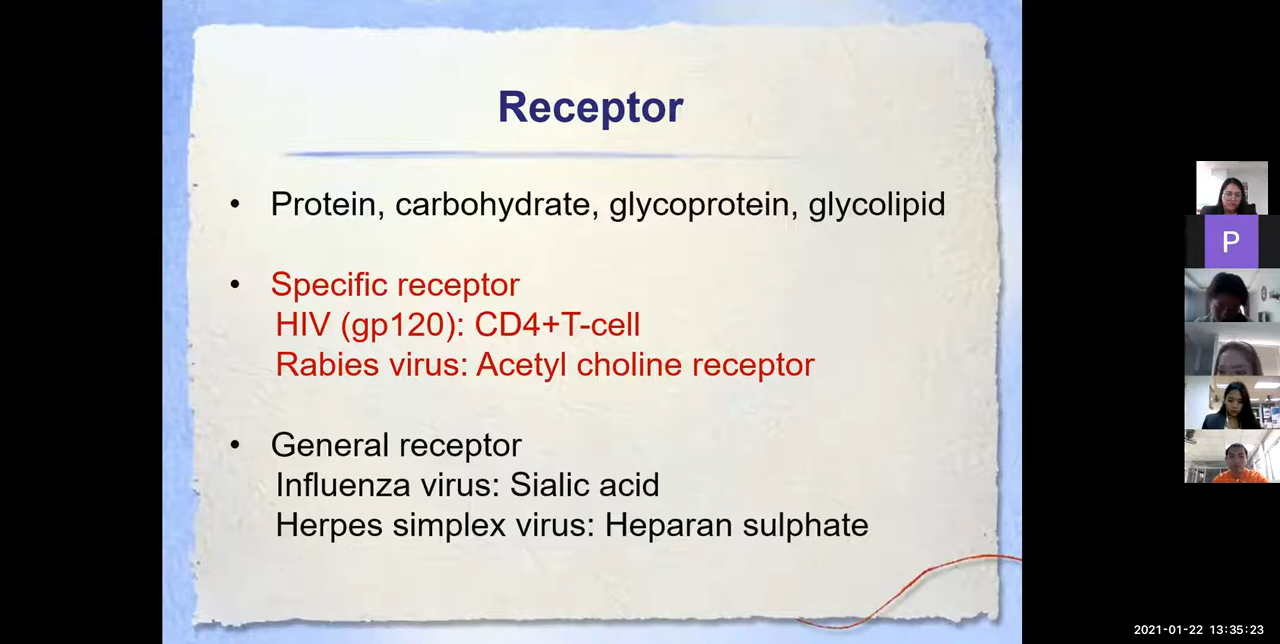 Receptor
• Protein, carbohydrate, glycoprotein, glycolipid
• Specific receptor
HIV (gp120): CD4+T-cell
Rabies virus: Acetyl choline receptor
• General receptor
Influenza virus: Sialic acid
Herpes simplex virus: Heparan sulphate
P
2021-01-22 13:35:23